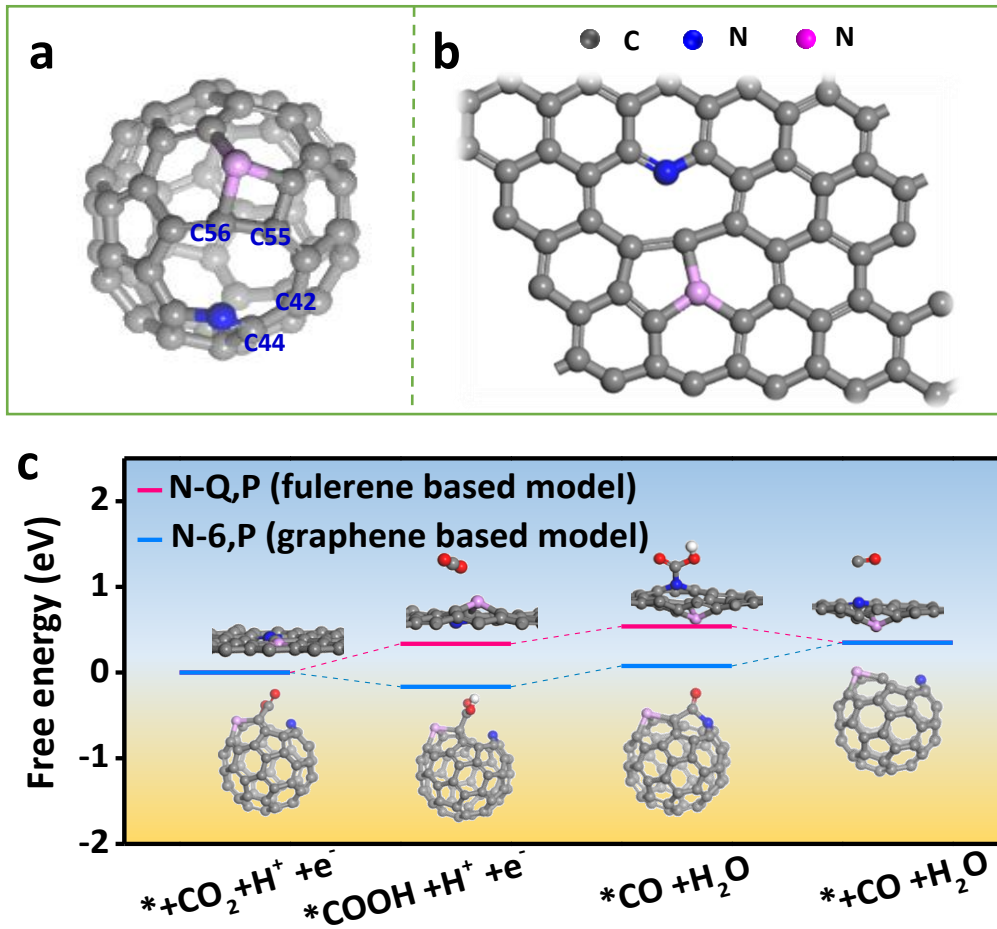 a
b
C N N
C56 C55
C42
C44
c
N-Q,P (fulerene based model)
N-6,P (graphene based model)
Free energy (eV)
2
1
0
-1
-2
*+CO₂+H⁺ +e⁻
*COOH +H⁺ +e⁻
*CO +H₂O
*+CO +H₂O